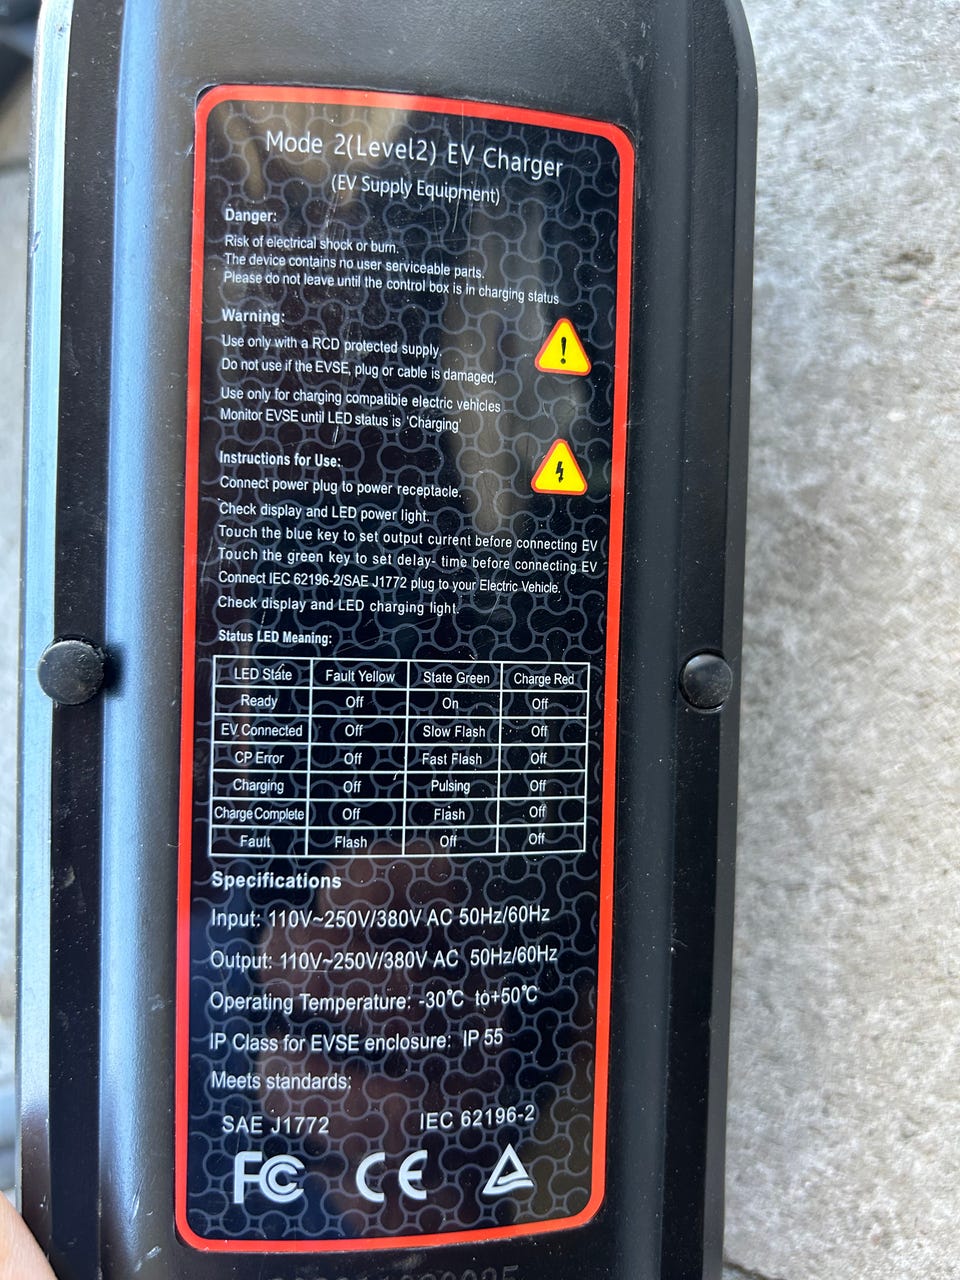 Mode 2(Level2) EV Charger
(EV Supply Equipment)
Danger:
Risk of electrical shock or burn.
The device contains no user serviceable parts.
Please do not leave until the control box is in charging status
Warning:
Use only with a RCD protected supply.
Do not use if the EVSE, plug or cable is damaged,
Use only for charging compatibie electric vehicles
Monitor EVSE until LED status is 'Charging'
Instructions for Use:
Connect power plug to power receptacle.
Check display and LED power light.
Touch the blue key to set output current before connecting EV
Touch the green key to set delay- time before connecting EV
Connect IEC 62196-2/SAE J1772 plug to your Electric Vehicle.
Check display and LED charging light.
Status LED Meaning:
LED State Fault Yellow State Green Charge Red
Ready Off On Off
EV Connected Off Slow Flash Off
CP Error Off Fast Flash Off
Charging Off Pulsing Off
Charge Complete Off Flash Off
Fault Flash Off Off
Specifications
Input: 110V~250V/380V AC 50Hz/60Hz
Output: 110V~250V/380V AC 50Hz/60Hz
Operating Temperature: -30℃ to+50℃
IP Class for EVSE enclosure: IP 55
Meets standards:
SAE J1772 IEC 62196-2
FC CE